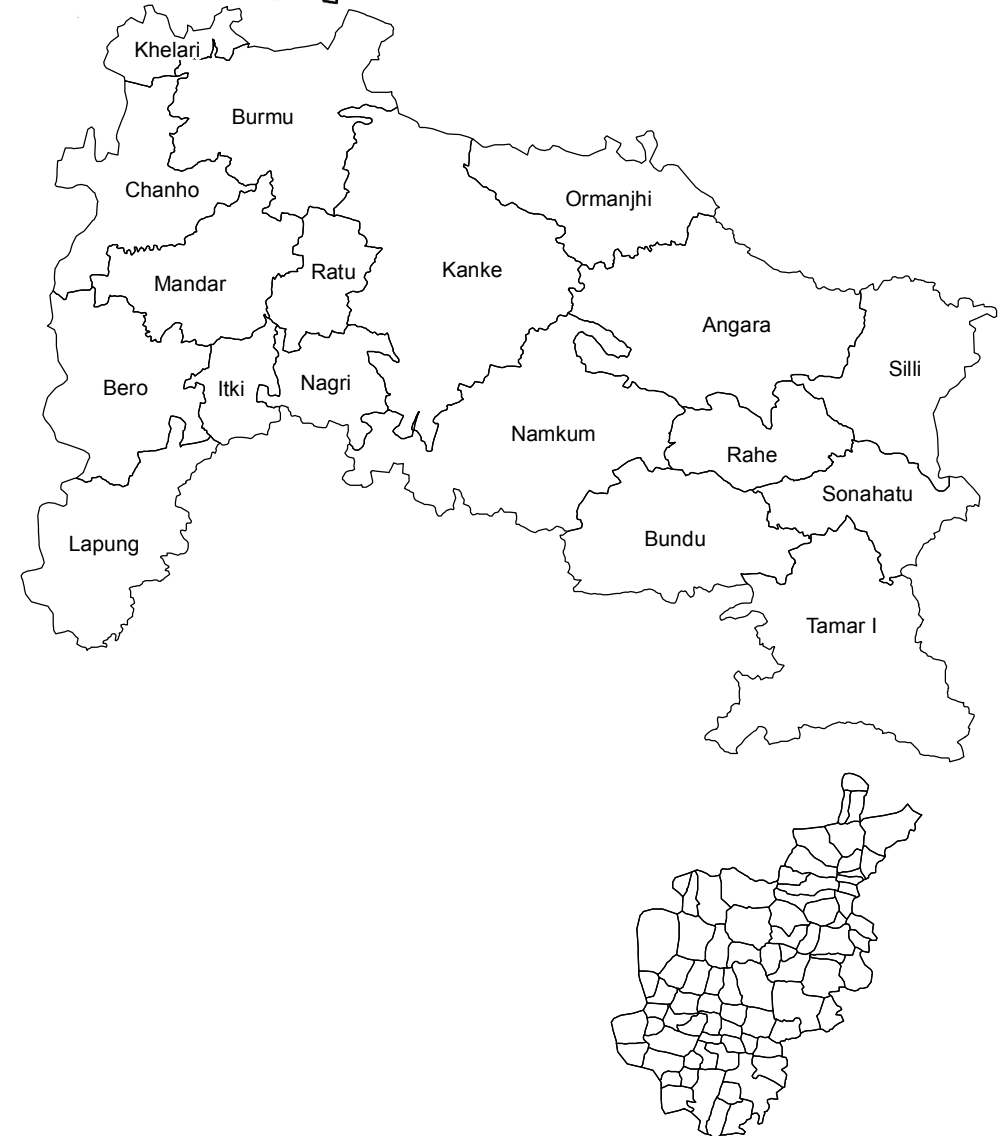 Khelari
Burmu
Chanho
Ormanjhi
Mandar
Ratu
Kanke
Angara
Silli
Bero
Itki
Nagri
Namkum
Rahe
Sonahatu
Bundu
Lapung
Tamar I